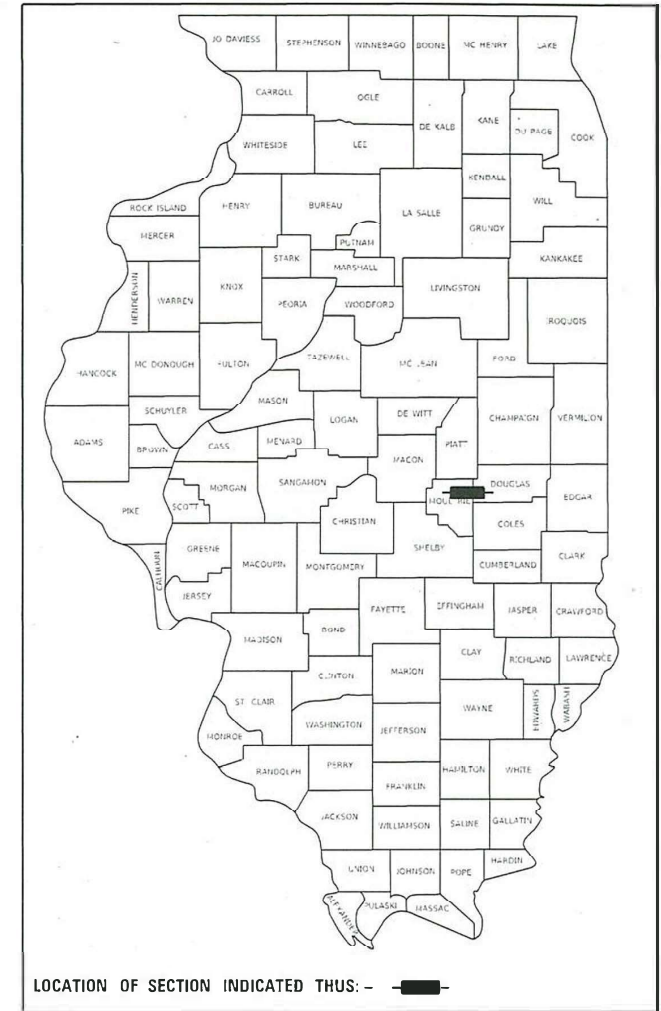 JO DAVIESS STEPHENSON WINNEBAGO BOONE MC HENRY LAKE
CARROLL OGLE DE KALB KANE DU PAGE COOK
WHITESIDE LEE
KENDALL
ROCK ISLAND HENRY BUREAU LA SALLE WILL
MERCER PUTNAM GRUNDY
STARK MARSHALL KANKAKEE
HENDERSON WARREN KNOX PEORIA WOODFORD LIVINGSTON
IROQUOIS
HANCOCK MC DONOUGH FULTON TAZEWELL MC LEAN FORD
MASON
SCHUYLER LOGAN DE WITT CHAMPAIGN VERMILION
ADAMS BROWN CASS MENARD PIATT
MACON
MORGAN SANGAMON DOUGLAS
PIKE SCOTT EDGAR
CHRISTIAN COLES
GREENE SHELBY
CALHOUN MACOUPIN MONTGOMERY CUMBERLAND CLARK
JERSEY FAYETTE EFFINGHAM JASPER CRAWFORD
MADISON BOND
CLAY RICHLAND LAWRENCE
CLINTON MARION
ST. CLAIR WAYNE EDWARDS WABASH
WASHINGTON JEFFERSON
MONROE
RANDOLPH PERRY HAMILTON WHITE
FRANKLIN
JACKSON WILLIAMSON SALINE GALLATIN
UNION JOHNSON POPE HARDIN
ALEXANDER PULASKI MASSAC
LOCATION OF SECTION INDICATED THUS: -